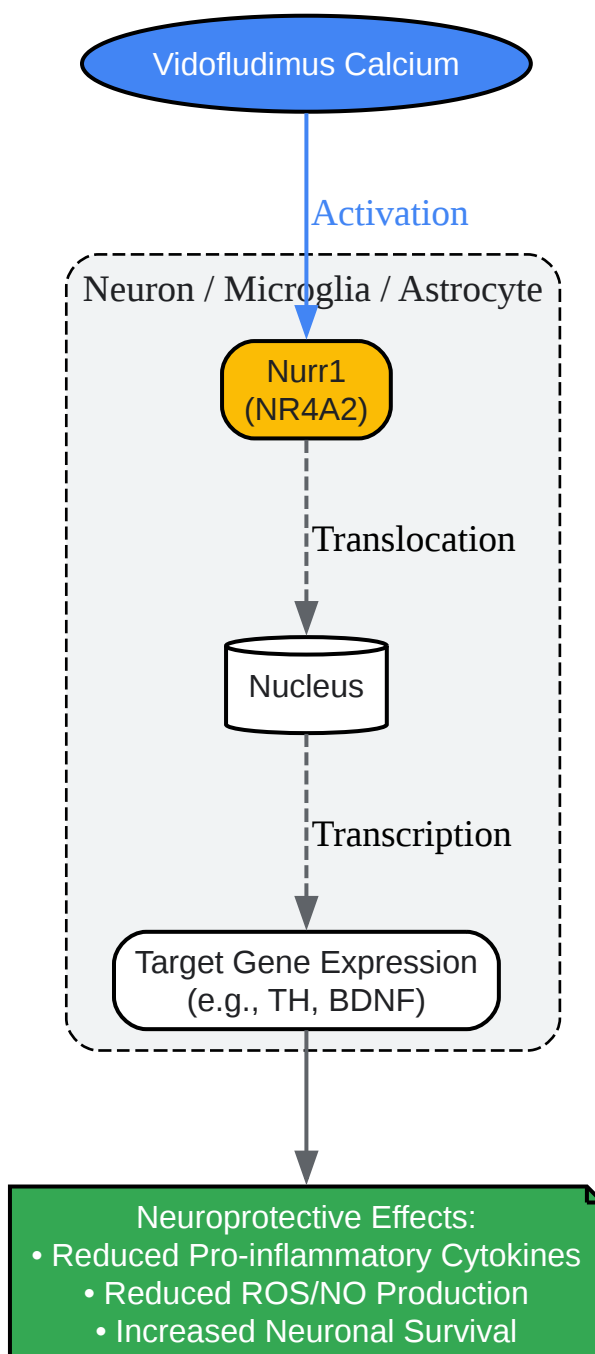 Vidofludimus Calcium
Activation
Neuron / Microglia / Astrocyte
Nurr1
(NR4A2)
Translocation
Nucleus
Transcription
Target Gene Expression
(e.g., TH, BDNF)
Neuroprotective Effects:
• Reduced Pro-inflammatory Cytokines
• Reduced ROS/NO Production
• Increased Neuronal Survival